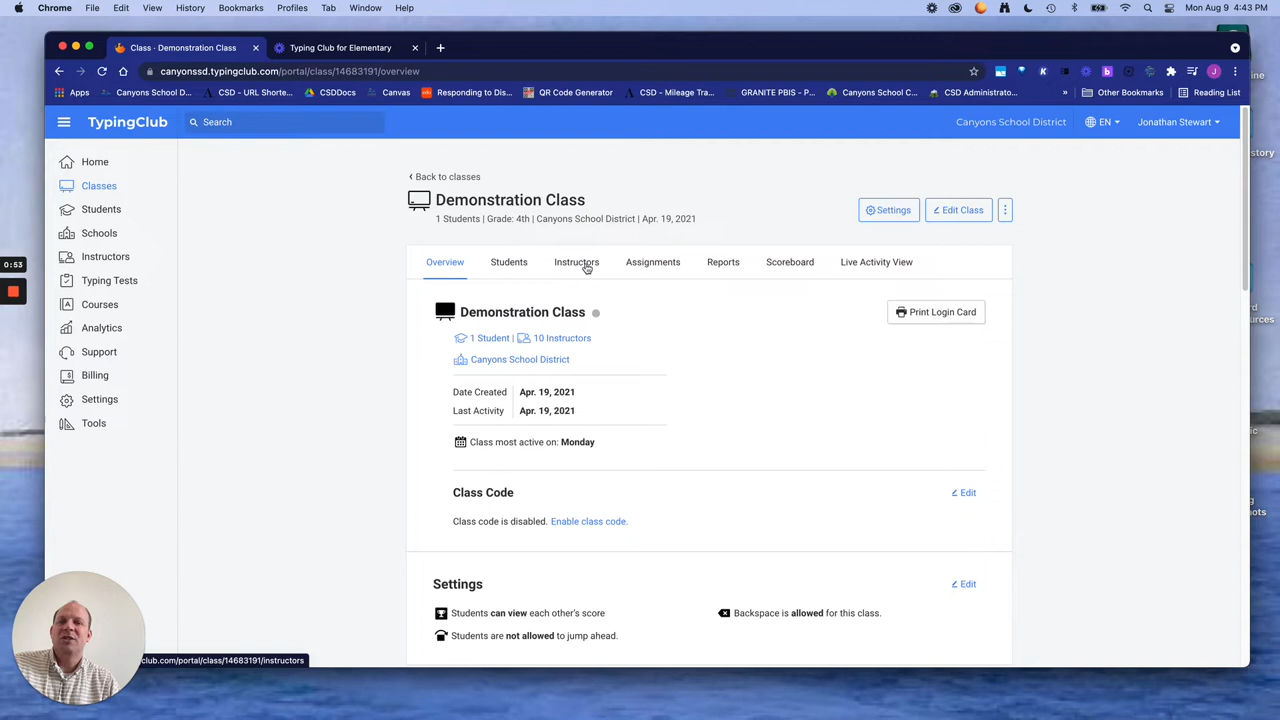 Chrome File Edit View History Bookmarks Profiles Tab Window Help Mon Aug 9 4:43 PM
Class · Demonstration Class Typing Club for Elementary
canyonssd.typingclub.com/portal/class/14683191/overview
Apps Canyons School D... CSD - URL Shorte... CSDDocs Canvas Responding to Dis... QR Code Generator CSD - Mileage Tra... GRANITE PBIS - P... Canyons School C... CSD Administrato... » Other Bookmarks Reading List
TypingClub Search Canyons School District EN Jonathan Stewart
Home
Classes
Students
Schools
Instructors
Typing Tests
Courses
Analytics
Support
Billing
Settings
Tools
0:53
Back to classes
Demonstration Class
1 Students | Grade: 4th | Canyons School District | Apr. 19, 2021
Settings Edit Class
Overview Students Instructors Assignments Reports Scoreboard Live Activity View
Demonstration Class
Print Login Card
1 Student | 10 Instructors
Canyons School District
Date Created Apr. 19, 2021
Last Activity Apr. 19, 2021
Class most active on: Monday
Class Code Edit
Class code is disabled. Enable class code.
Settings Edit
Students can view each other's score
Backspace is allowed for this class.
Students are not allowed to jump ahead.
club.com/portal/class/14683191/instructors